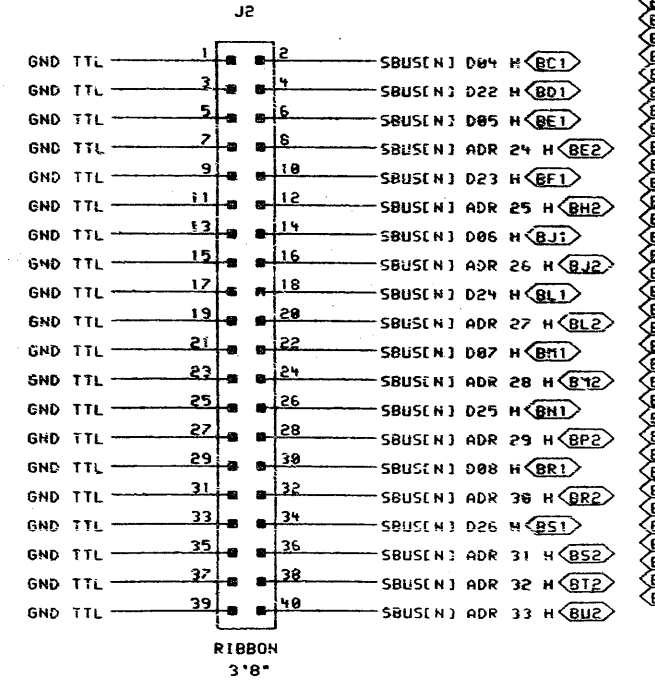 J2
GND TTL 1 2 SBUS[N] D04 H BC1
GND TTL 3 4 SBUS[N] D22 H BD1
GND TTL 5 6 SBUS[N] D05 H BE1
GND TTL 7 8 SBUS[N] ADR 24 H BE2
GND TTL 9 10 SBUS[N] D23 H BF1
GND TTL 11 12 SBUS[N] ADR 25 H BH2
GND TTL 13 14 SBUS[N] D06 H BJ1
GND TTL 15 16 SBUS[N] ADR 26 H BJ2
GND TTL 17 18 SBUS[N] D24 H BL1
GND TTL 19 20 SBUS[N] ADR 27 H BL2
GND TTL 21 22 SBUS[N] D07 H BM1
GND TTL 23 24 SBUS[N] ADR 28 H BM2
GND TTL 25 26 SBUS[N] D25 H BN1
GND TTL 27 28 SBUS[N] ADR 29 H BP2
GND TTL 29 30 SBUS[N] D08 H BR1
GND TTL 31 32 SBUS[N] ADR 30 H BR2
GND TTL 33 34 SBUS[N] D26 H BS1
GND TTL 35 36 SBUS[N] ADR 31 H BS2
GND TTL 37 38 SBUS[N] ADR 32 H BT2
GND TTL 39 40 SBUS[N] ADR 33 H BU2
RIBBON
3'8"